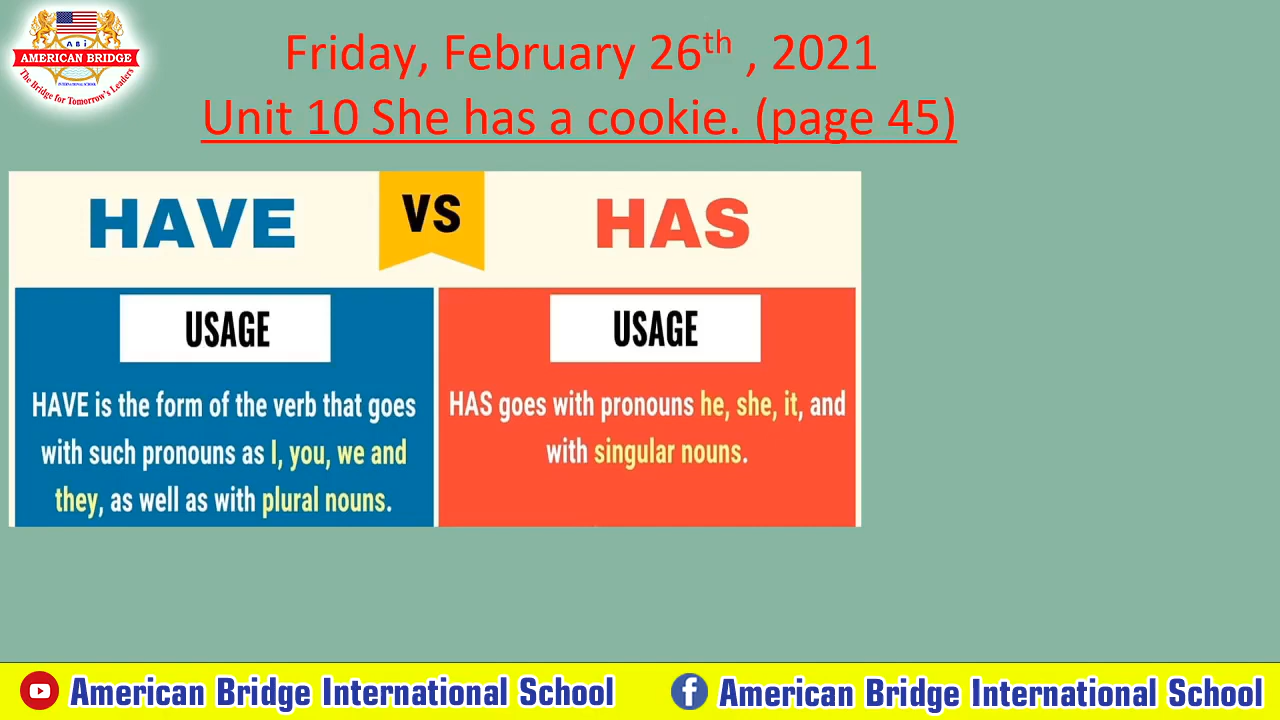 ABi
AMERICAN BRIDGE
INTERNATIONAL SCHOOL
The Bridge for Tomorrow's Leaders
Friday, February 26th , 2021
Unit 10 She has a cookie. (page 45)
HAVE VS HAS
USAGE
HAVE is the form of the verb that goes
with such pronouns as I, you, we and
they, as well as with plural nouns.
USAGE
HAS goes with pronouns he, she, it, and
with singular nouns.
American Bridge International School
American Bridge International School